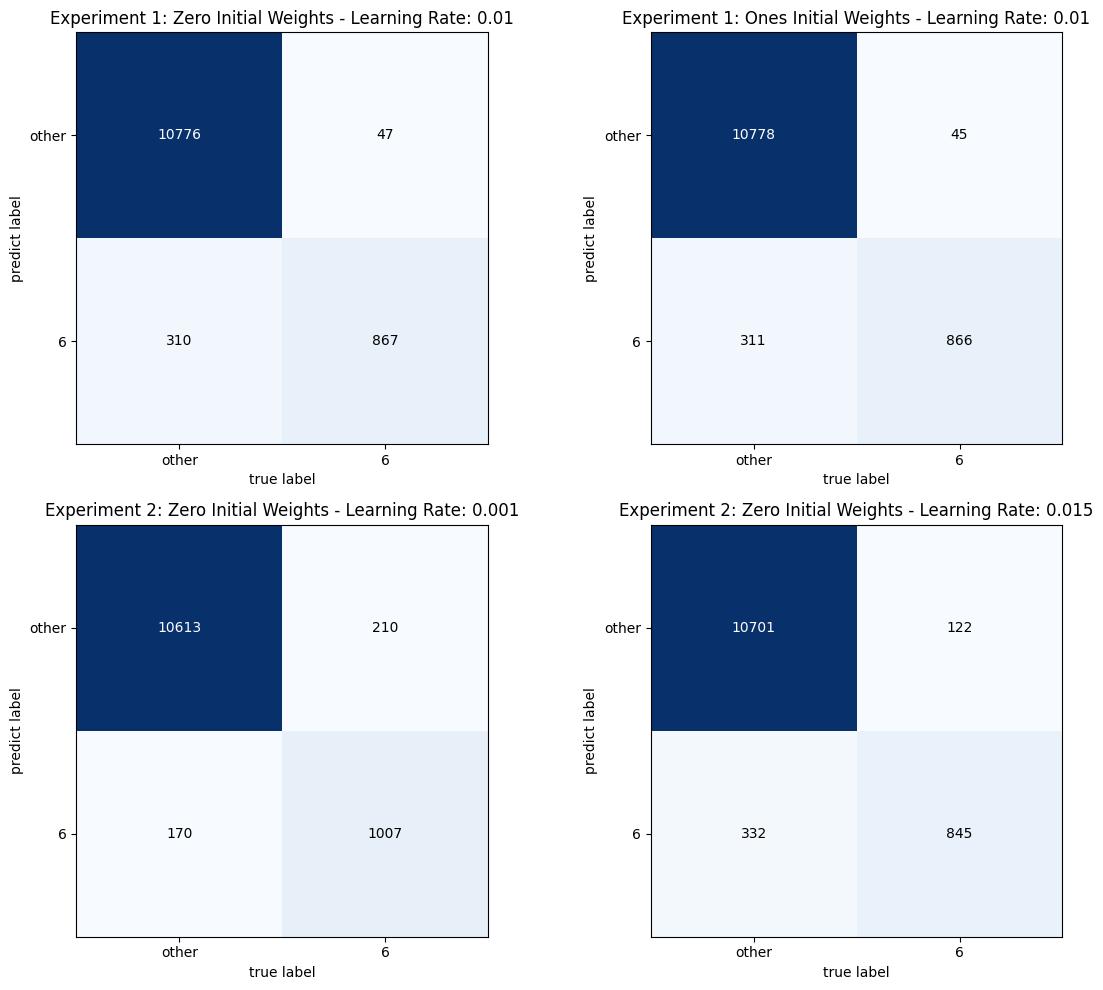 Experiment 1: Zero Initial Weights - Learning Rate: 0.01
other
10776
47
predict label
6
310
867
other
6
true label
Experiment 1: Ones Initial Weights - Learning Rate: 0.01
other
10778
45
predict label
6
311
866
other
6
true label
Experiment 2: Zero Initial Weights - Learning Rate: 0.001
other
10613
210
predict label
6
170
1007
other
6
true label
Experiment 2: Zero Initial Weights - Learning Rate: 0.015
other
10701
122
predict label
6
332
845
other
6
true label